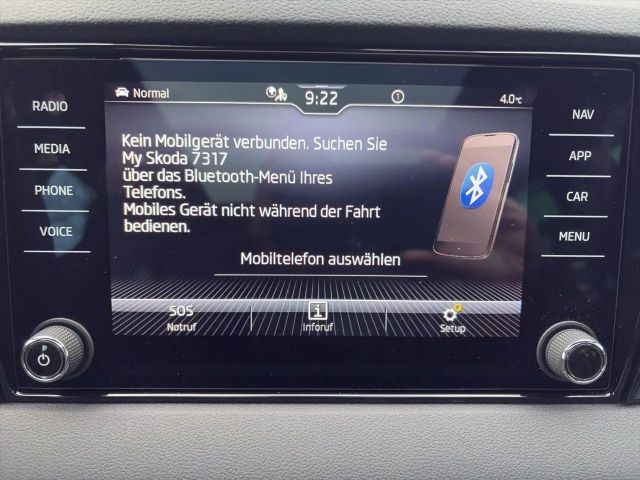 Normal
9:22
1
4.0°C
RADIO
MEDIA
PHONE
VOICE
Kein Mobilgerät verbunden. Suchen Sie
My Skoda 7317
über das Bluetooth-Menü Ihres
Telefons.
Mobiles Gerät nicht während der Fahrt
bedienen.
Mobiltelefon auswählen
SOS
Notruf
i
Inforuf
Setup
NAV
APP
CAR
MENU